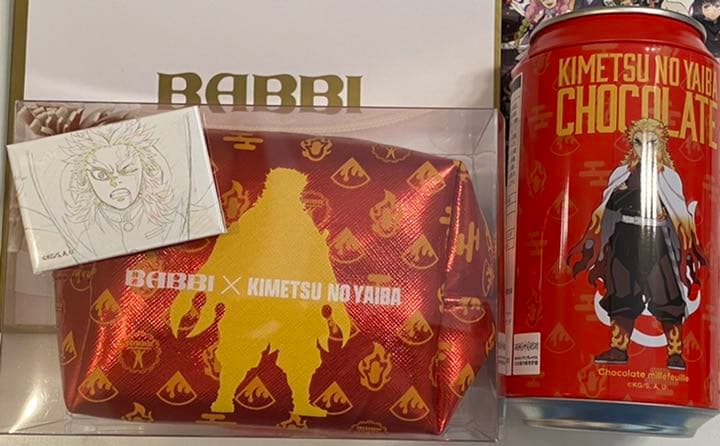 BABBI
©KG/S, A, U
BABBI × KIMETSU NO YAIBA
KIMETSU NO YAIBA
CHOCOLATE
Chocolate millefeuille
©KG/S, A, U